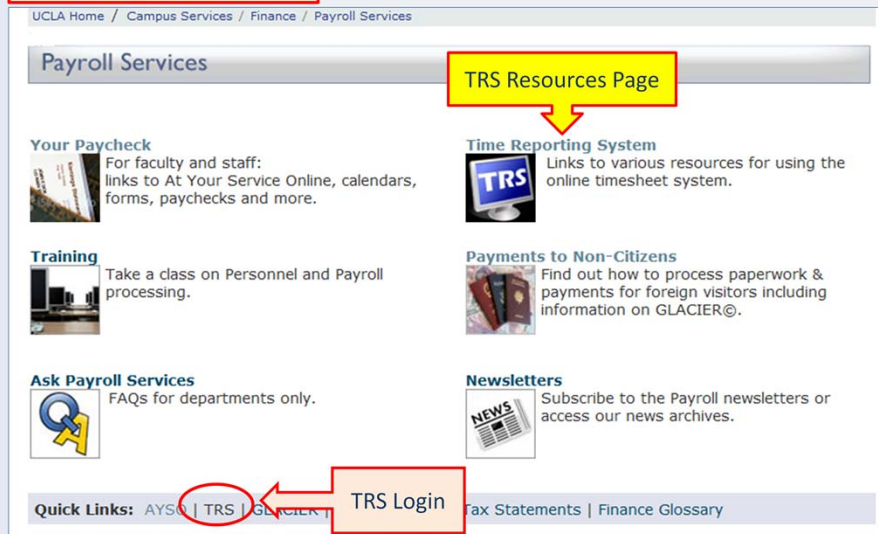 UCLA Home / Campus Services / Finance / Payroll Services
Payroll Services
TRS Resources Page
Your Paycheck
For faculty and staff:
links to At Your Service Online, calendars,
forms, paychecks and more.
Time Reporting System
TRS
Links to various resources for using the
online timesheet system.
Training
Take a class on Personnel and Payroll
processing.
Payments to Non-Citizens
Find out how to process paperwork &
payments for foreign visitors including
information on GLACIER©.
Ask Payroll Services
QA
FAQs for departments only.
Newsletters
NEWS
Subscribe to the Payroll newsletters or
access our news archives.
Quick Links: AYSO | TRS | GLACIER | Tax Statements | Finance Glossary
TRS Login